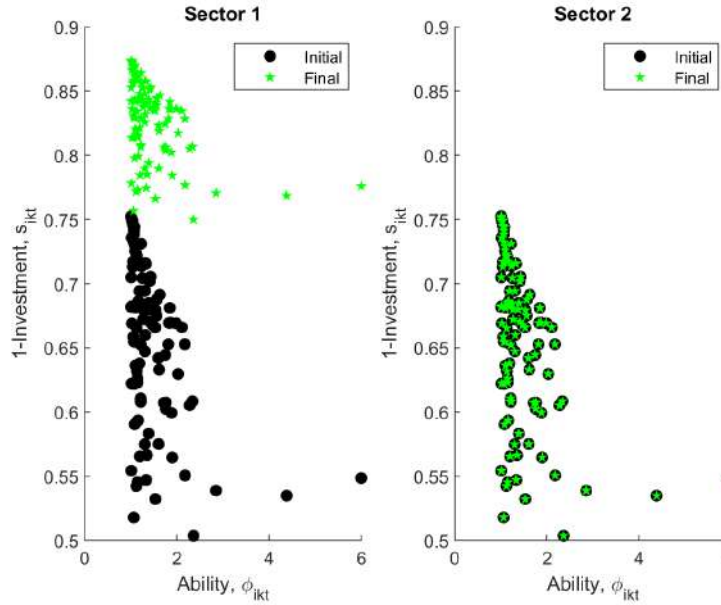 Sector 1
Initial
Final
0.9
0.85
0.8
0.75
0.7
0.65
0.6
0.55
0.5
1-Investment, s_ikt
0
2
4
6
Ability, ϕ_ikt
Sector 2
Initial
Final
0.9
0.85
0.8
0.75
0.7
0.65
0.6
0.55
0.5
1-Investment, s_ikt
0
2
4
Ability, ϕ_ikt